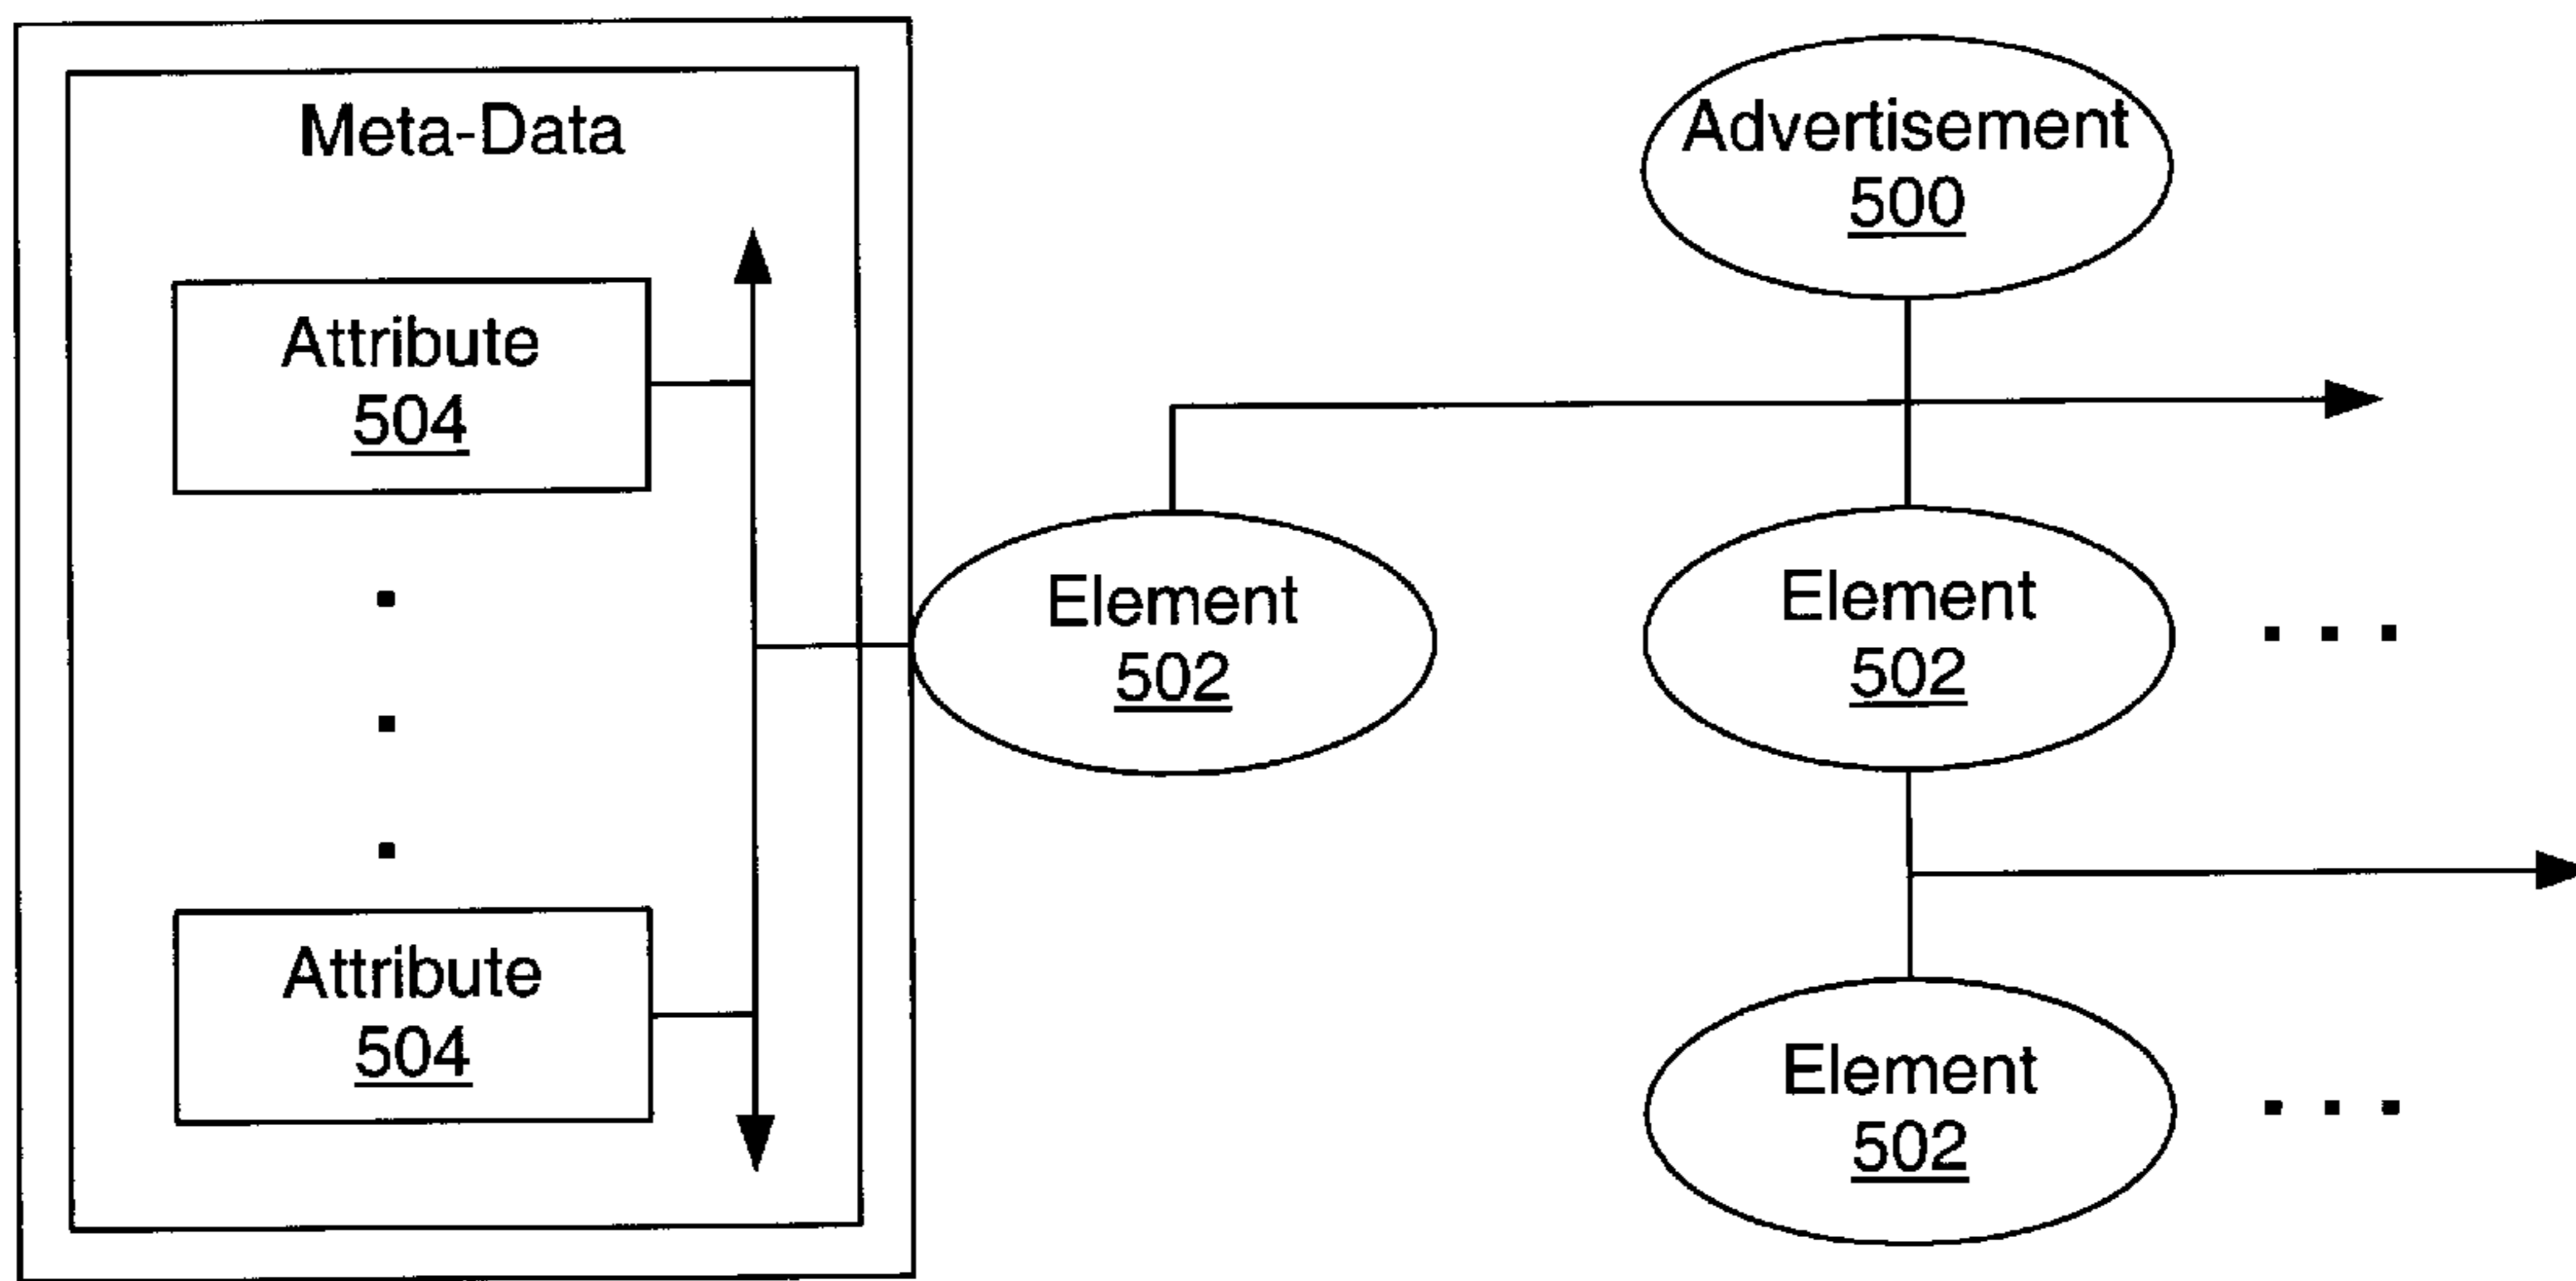 Meta-Data
Attribute
504
Attribute
504
Advertisement
500
Element
502
Element
502
Element
502